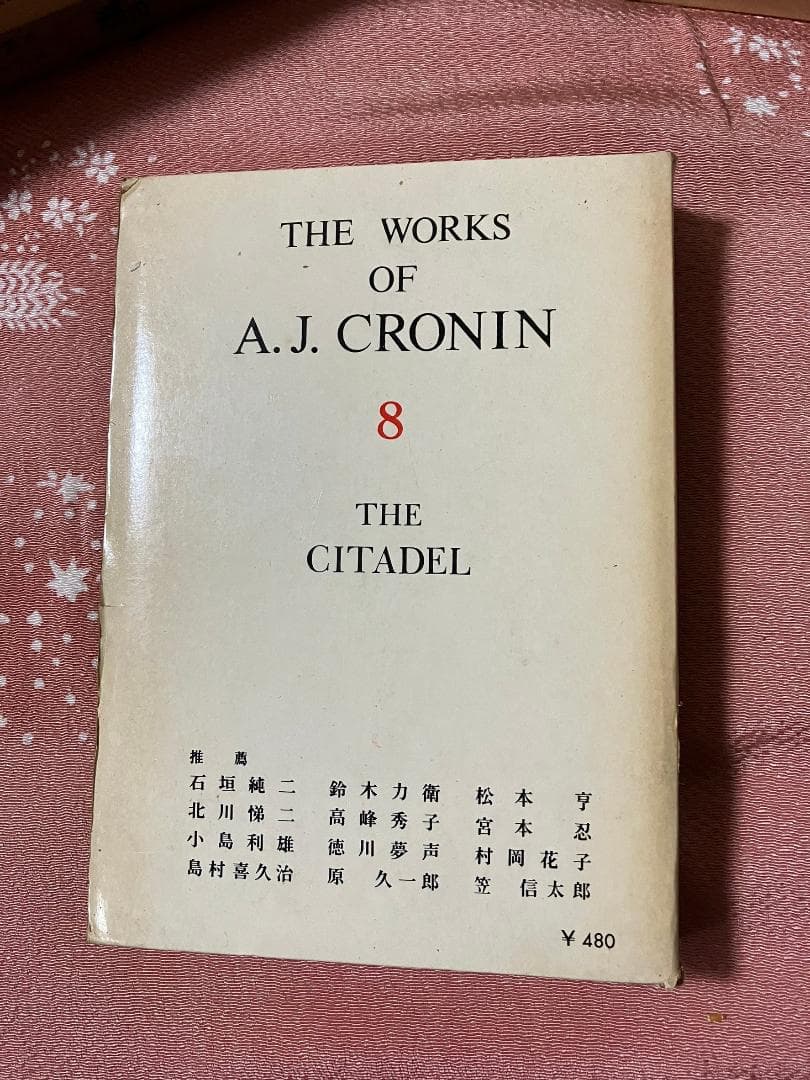 THE WORKS
OF
A. J. CRONIN
8
THE
CITADEL
推薦
石垣純二 鈴木力衛 松本亨
北川悌二 高峰秀子 宮本忍
小島利雄 徳川夢声 村岡花子
島村喜久治 原久一郎 笠信太郎
¥ 480